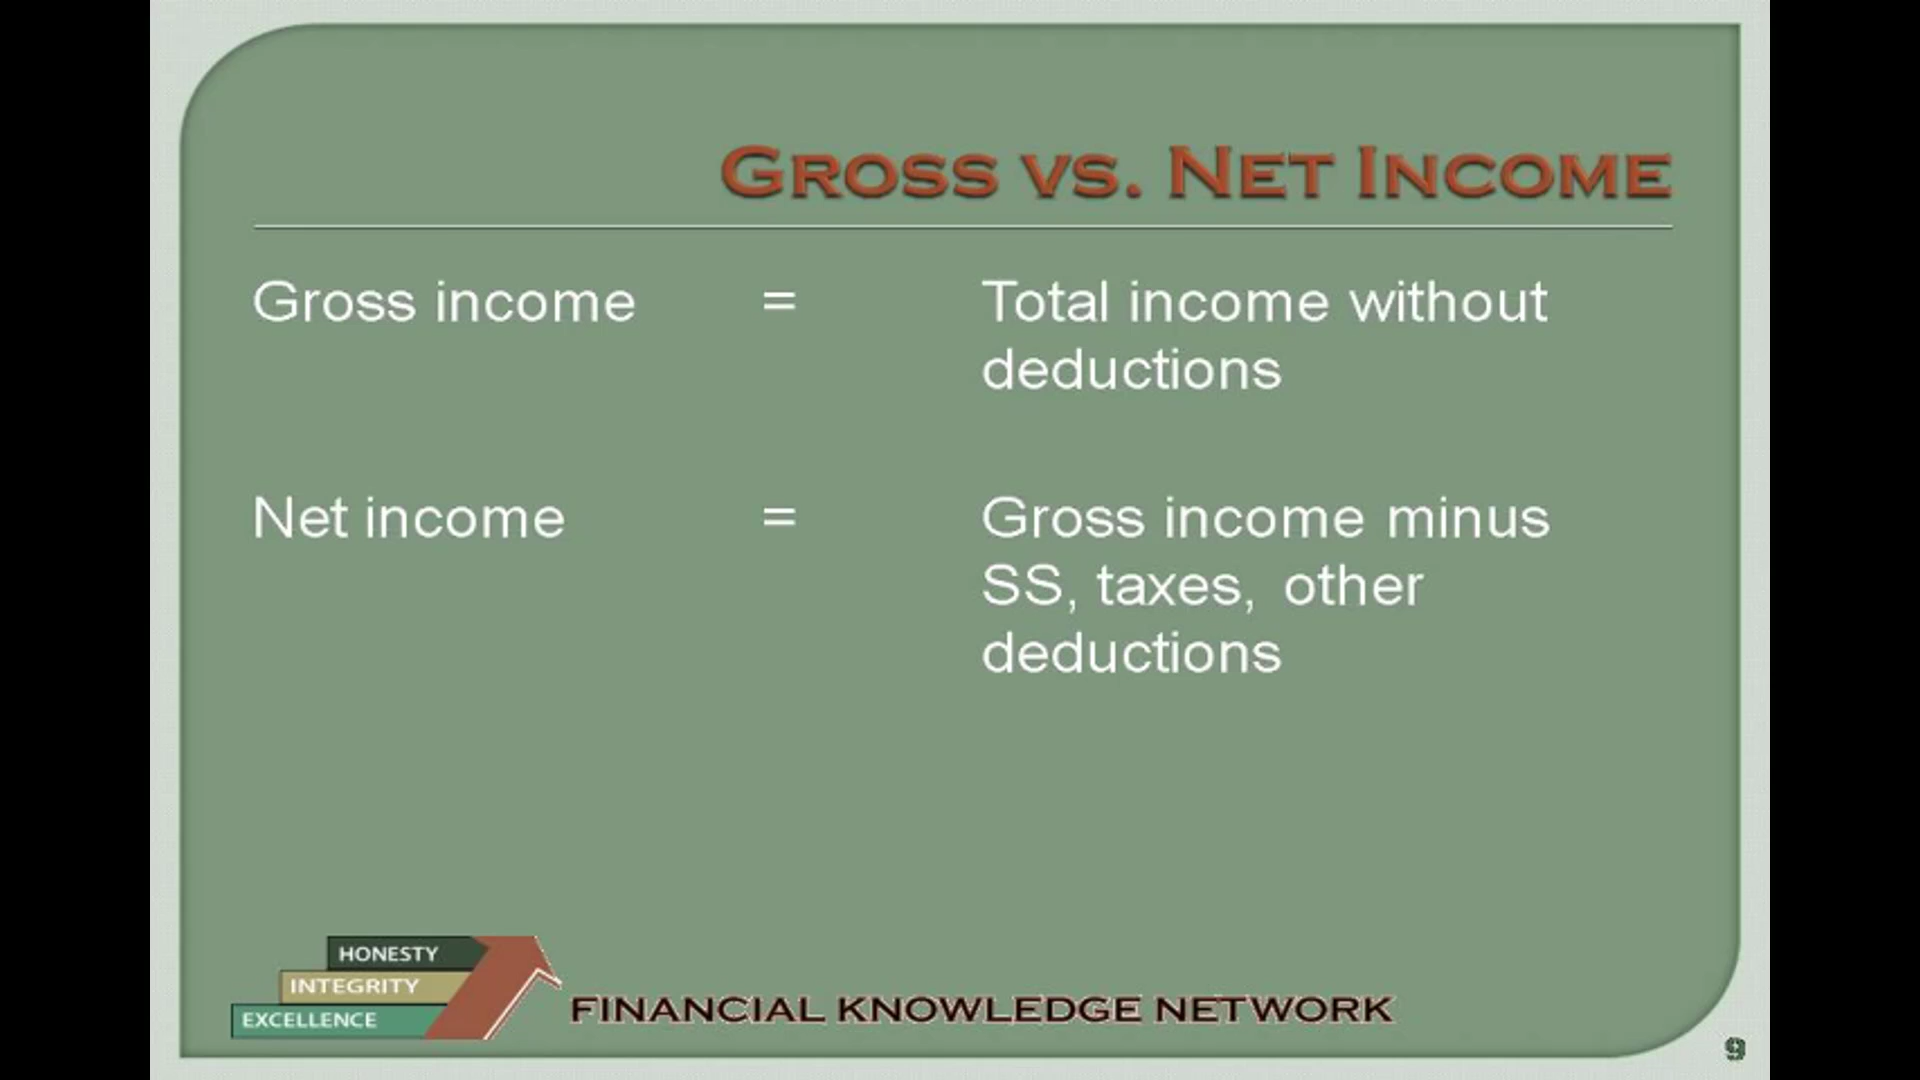 GROSS VS. NET INCOME
Gross income = Total income without
deductions
Net income = Gross income minus
SS, taxes, other
deductions
HONESTY
INTEGRITY
EXCELLENCE
FINANCIAL KNOWLEDGE NETWORK
9